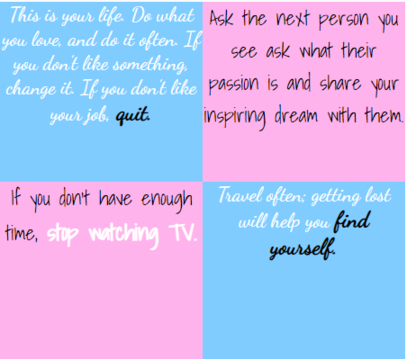 This is your life. Do what
you love, and do it often. If
you don't like something,
change it. If you don't like
your job, quit.
Ask the next person you
see ask what their
passion is and share your
inspiring dream with them.
If you don't have enough
time, stop watching TV.
Travel often; getting lost
will help you find
yourself.